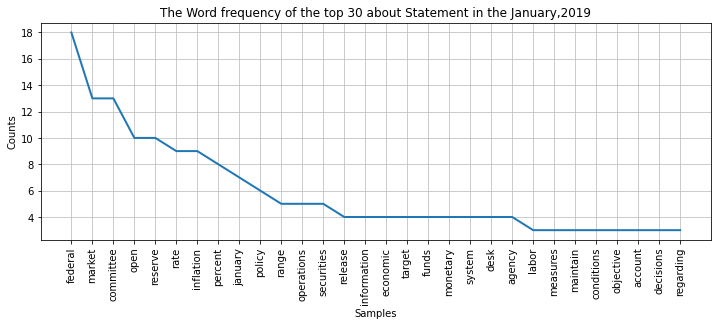 The Word frequency of the top 30 about Statement in the January,2019
18
16
14
12
10
8
6
4
Counts
federal
market
committee
open
reserve
rate
inflation
percent
january
policy
range
operations
securities
release
information
economic
target
funds
monetary
system
desk
agency
labor
measures
maintain
conditions
objective
account
decisions
regarding
Samples